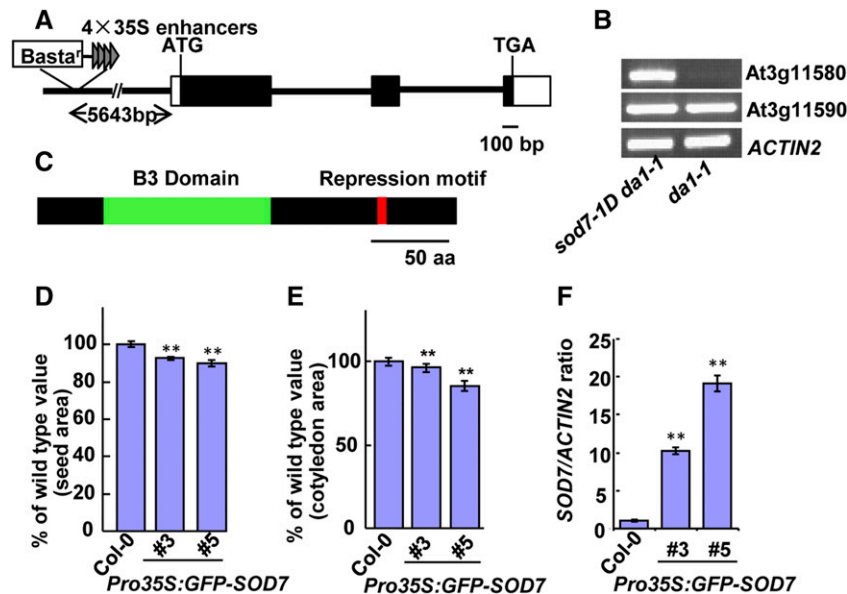 A
4×35S enhancers
Bastaʳ
ATG
TGA
5643bp
100 bp
B
At3g11580
At3g11590
ACTIN2
sod7-1D da1-1
da1-1
C
B3 Domain
Repression motif
50 aa
D
% of wild type value
(seed area)
100
80
60
40
20
0
**
**
Col-0
#3
#5
Pro35S:GFP-SOD7
E
% of wild type value
(cotyledon area)
100
50
0
**
**
Col-0
#3
#5
Pro35S:GFP-SOD7
F
SOD7/ACTIN2 ratio
25
20
15
10
5
0
**
**
Col-0
#3
#5
Pro35S:GFP-SOD7